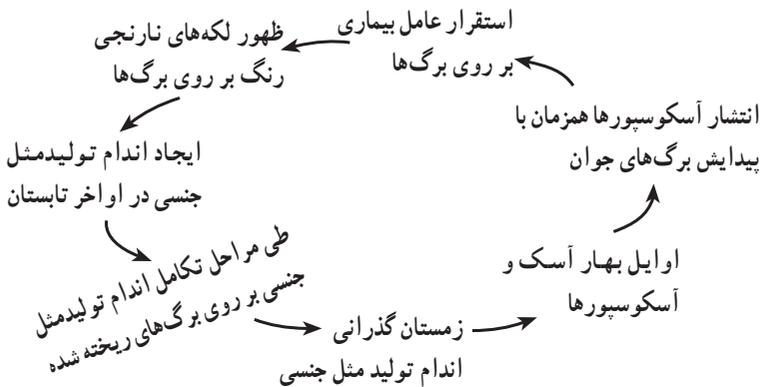 استقرار عامل بیماری
بر روی برگ‌ها
ظهور لکه‌های نارنجی
رنگ بر روی برگ‌ها
ایجاد اندام تولیدمثل
جنسی در اواخر تابستان
طی مراحل تکامل اندام تولیدمثل
جنسی بر روی برگ‌های ریخته شده
زمستان گذرانی
اندام تولید مثل جنسی
اوایل بهار آسک و
آسکوسپورها
انتشار آسکوسپورها همزمان با
پیدایش برگ‌های جوان